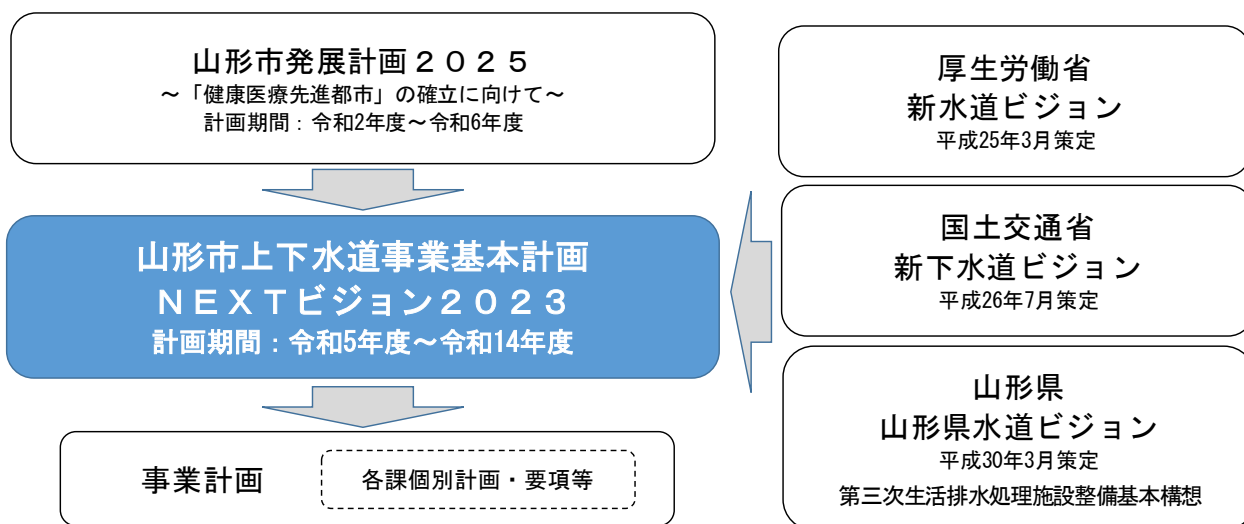 山形市発展計画２０２５
～「健康医療先進都市」の確立に向けて～
計画期間：令和2年度～令和6年度
山形市上下水道事業基本計画
ＮＥＸＴビジョン２０２３
計画期間：令和5年度～令和14年度
事業計画
各課個別計画・要項等
厚生労働省
新水道ビジョン
平成25年3月策定
国土交通省
新下水道ビジョン
平成26年7月策定
山形県
山形県水道ビジョン
平成30年3月策定
第三次生活排水処理施設整備基本構想